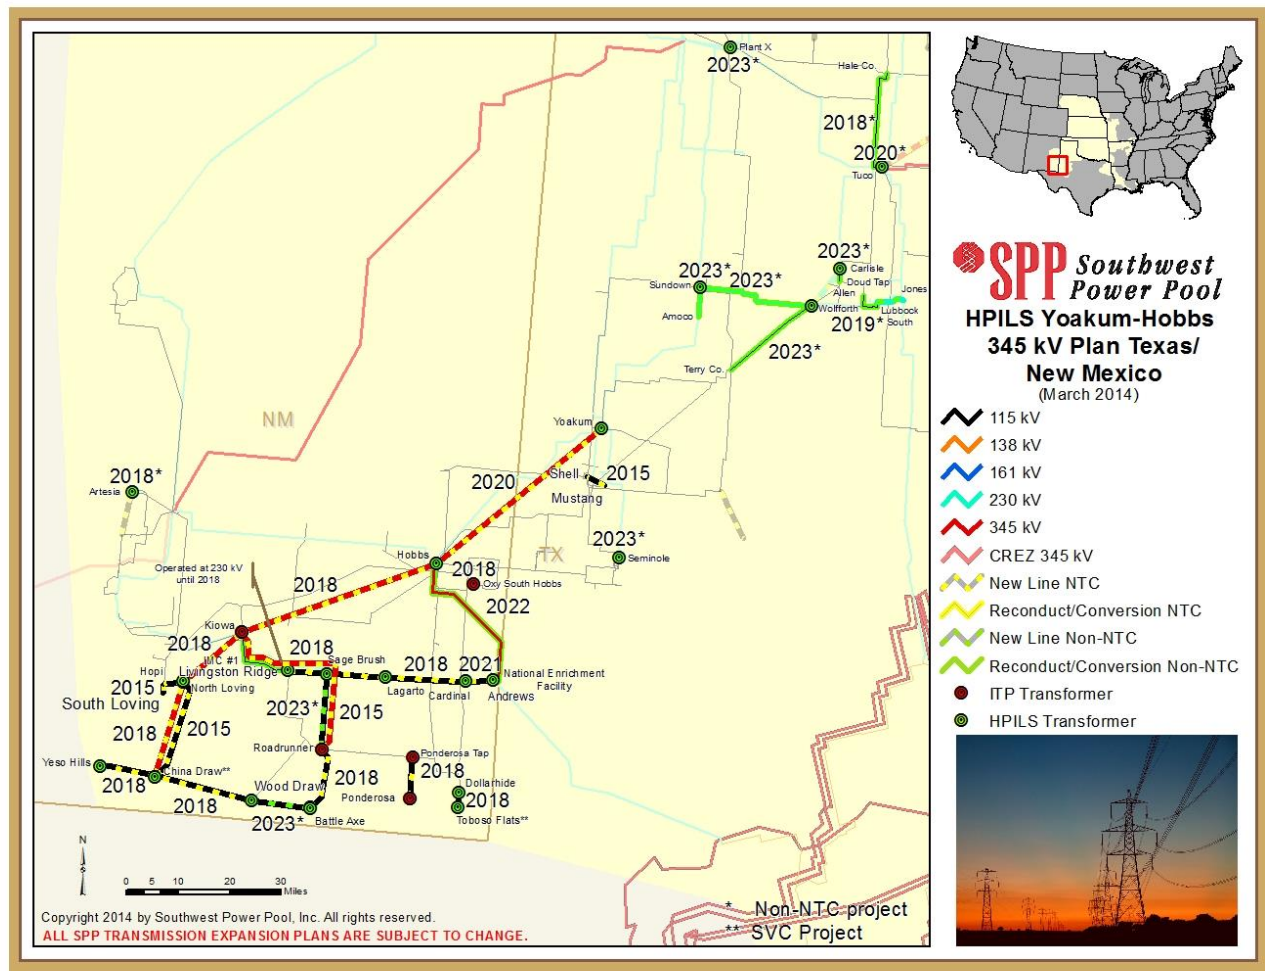 Plant X
2023*
Hale Co.
2018*
2020*
Tuco
2023*
Carlisle
Doud Tap
2023*
2023*
Sundown
Jones
Allen
Wolfforth
Lubbock
South
Amoco
2019*
2023*
Terry Co.
NM
Yoakum
2020
Shell
2015
Mustang
2018*
Artesia
2023*
Seminole
TX
Hobbs
2018
Oxy South Hobbs
Operated at 230 kV
until 2018
2018
2022
Kiowa
2018
IMC #1
2018
Sage Brush
Hopi
Livingston Ridge
2018
2021
National Enrichment
Facility
North Loving
2015
Lagarto
Cardinal
Andrews
South Loving
2023*
2015
2018
2015
Roadrunner
Ponderosa Tap
Yeso Hills
China Draw**
2018
2018
Wood Draw
2018
Dollarhide
Ponderosa
2018
2018
2023*
Battle Axe
Toboso Flats**
N
0 5 10 20 30
Miles
* Non-NTC project
** SVC Project
Copyright 2014 by Southwest Power Pool, Inc. All rights reserved.
ALL SPP TRANSMISSION EXPANSION PLANS ARE SUBJECT TO CHANGE.
SPP Southwest
Power Pool
HPILS Yoakum-Hobbs
345 kV Plan Texas/
New Mexico
(March 2014)
115 kV
138 kV
161 kV
230 kV
345 kV
CREZ 345 kV
New Line NTC
Reconduct/Conversion NTC
New Line Non-NTC
Reconduct/Conversion Non-NTC
ITP Transformer
HPILS Transformer